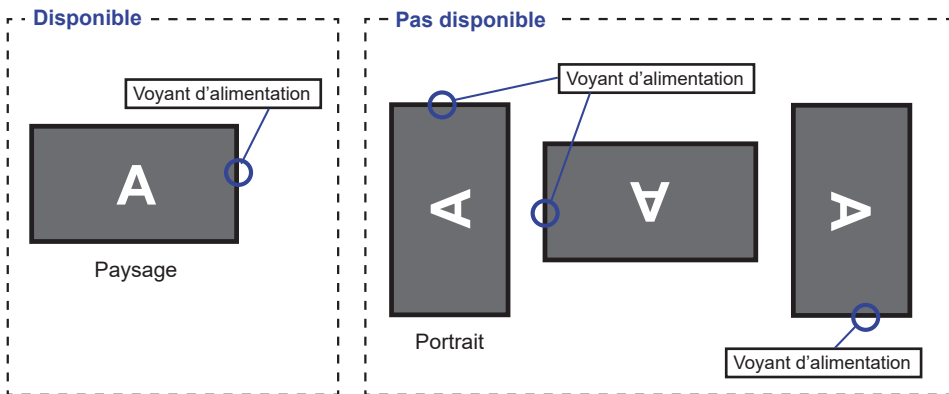 Disponible
Voyant d’alimentation
A
Paysage
Pas disponible
Voyant d’alimentation
A
A
A
Portrait
Voyant d’alimentation